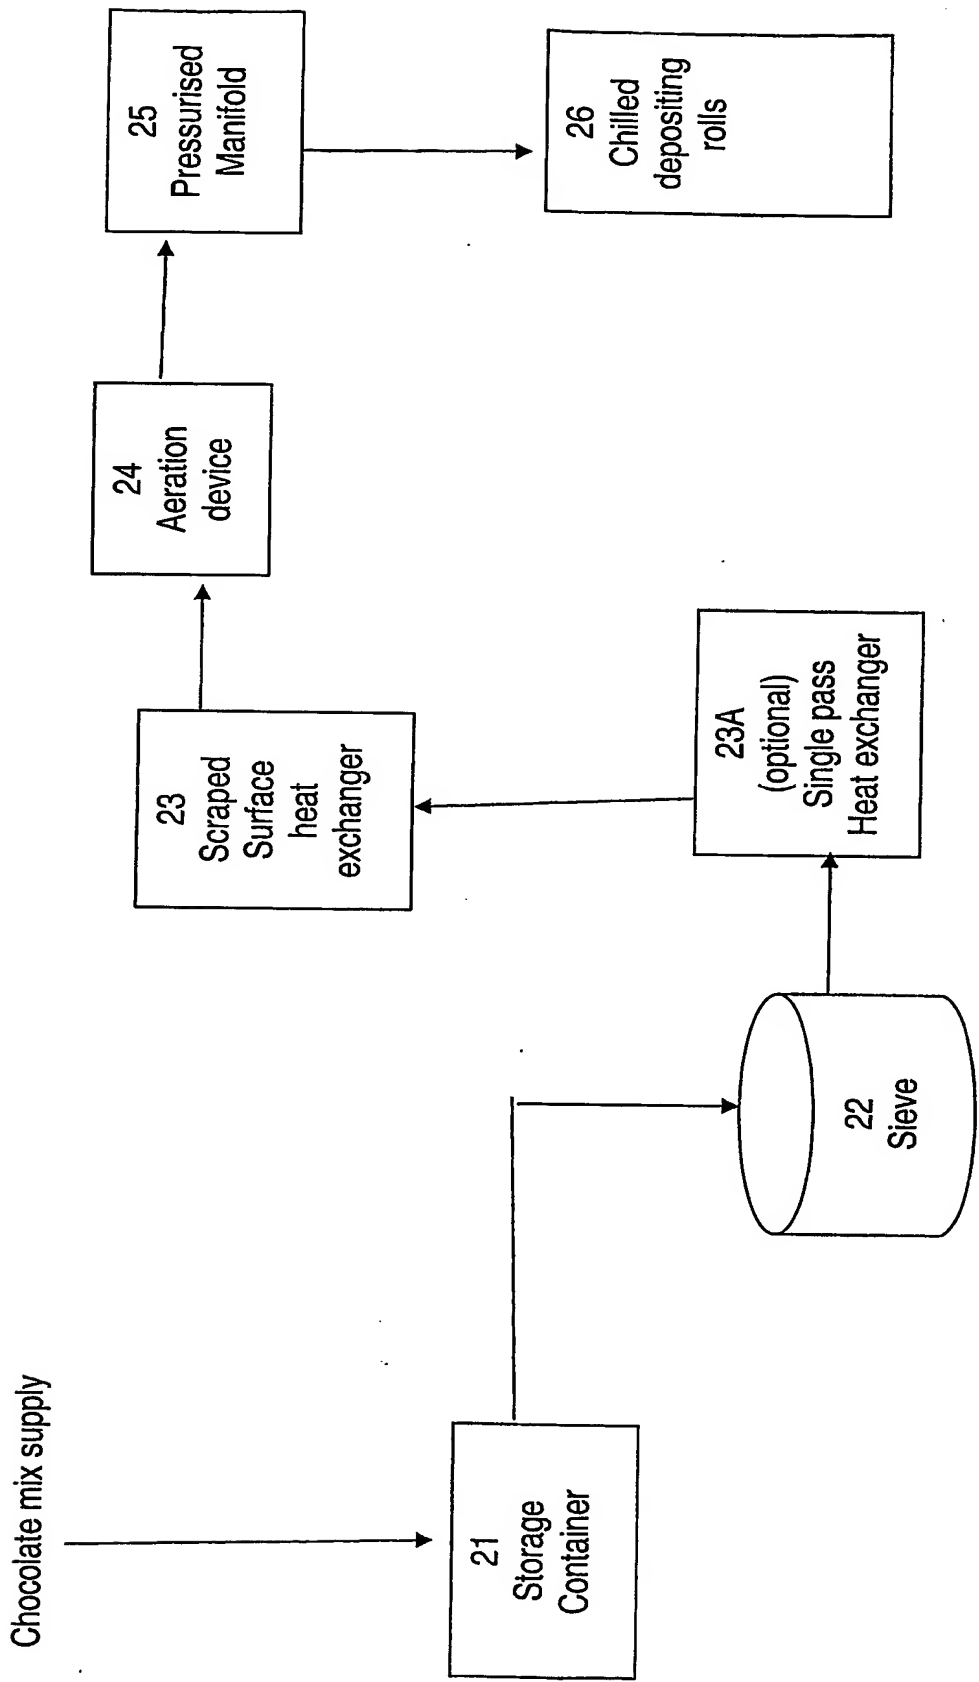 Chocolate mix supply
21
Storage
Container
22
Sieve
23A
(optional)
Single pass
Heat exchanger
23
Scraped
Surface
heat
exchanger
24
Aeration
device
25
Pressurised
Manifold
26
Chilled
depositing
rolls